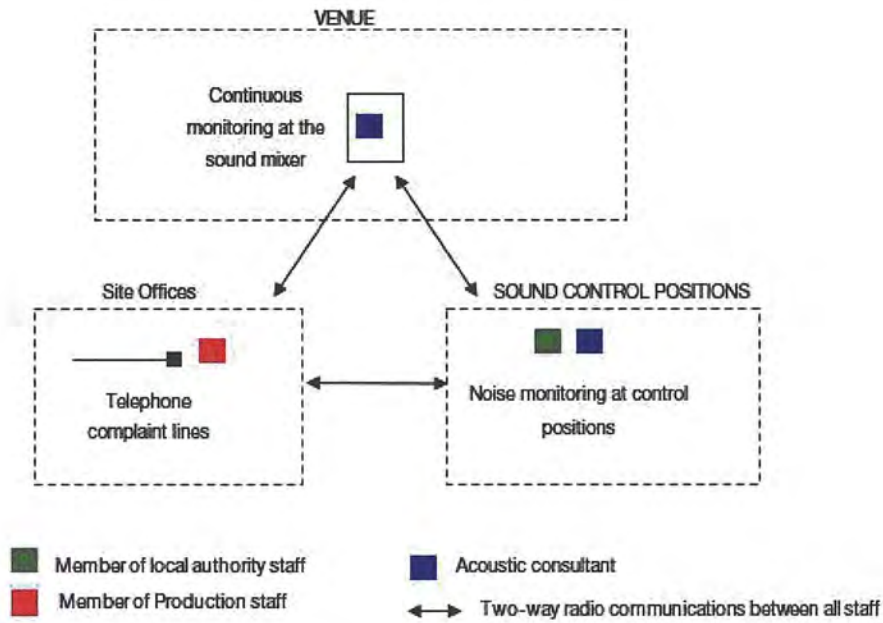 VENUE
Continuous
monitoring at the
sound mixer
Site Offices
SOUND CONTROL POSITIONS
Telephone
complaint lines
Noise monitoring at control
positions
Member of local authority staff
Acoustic consultant
Member of Production staff
Two-way radio communications between all staff